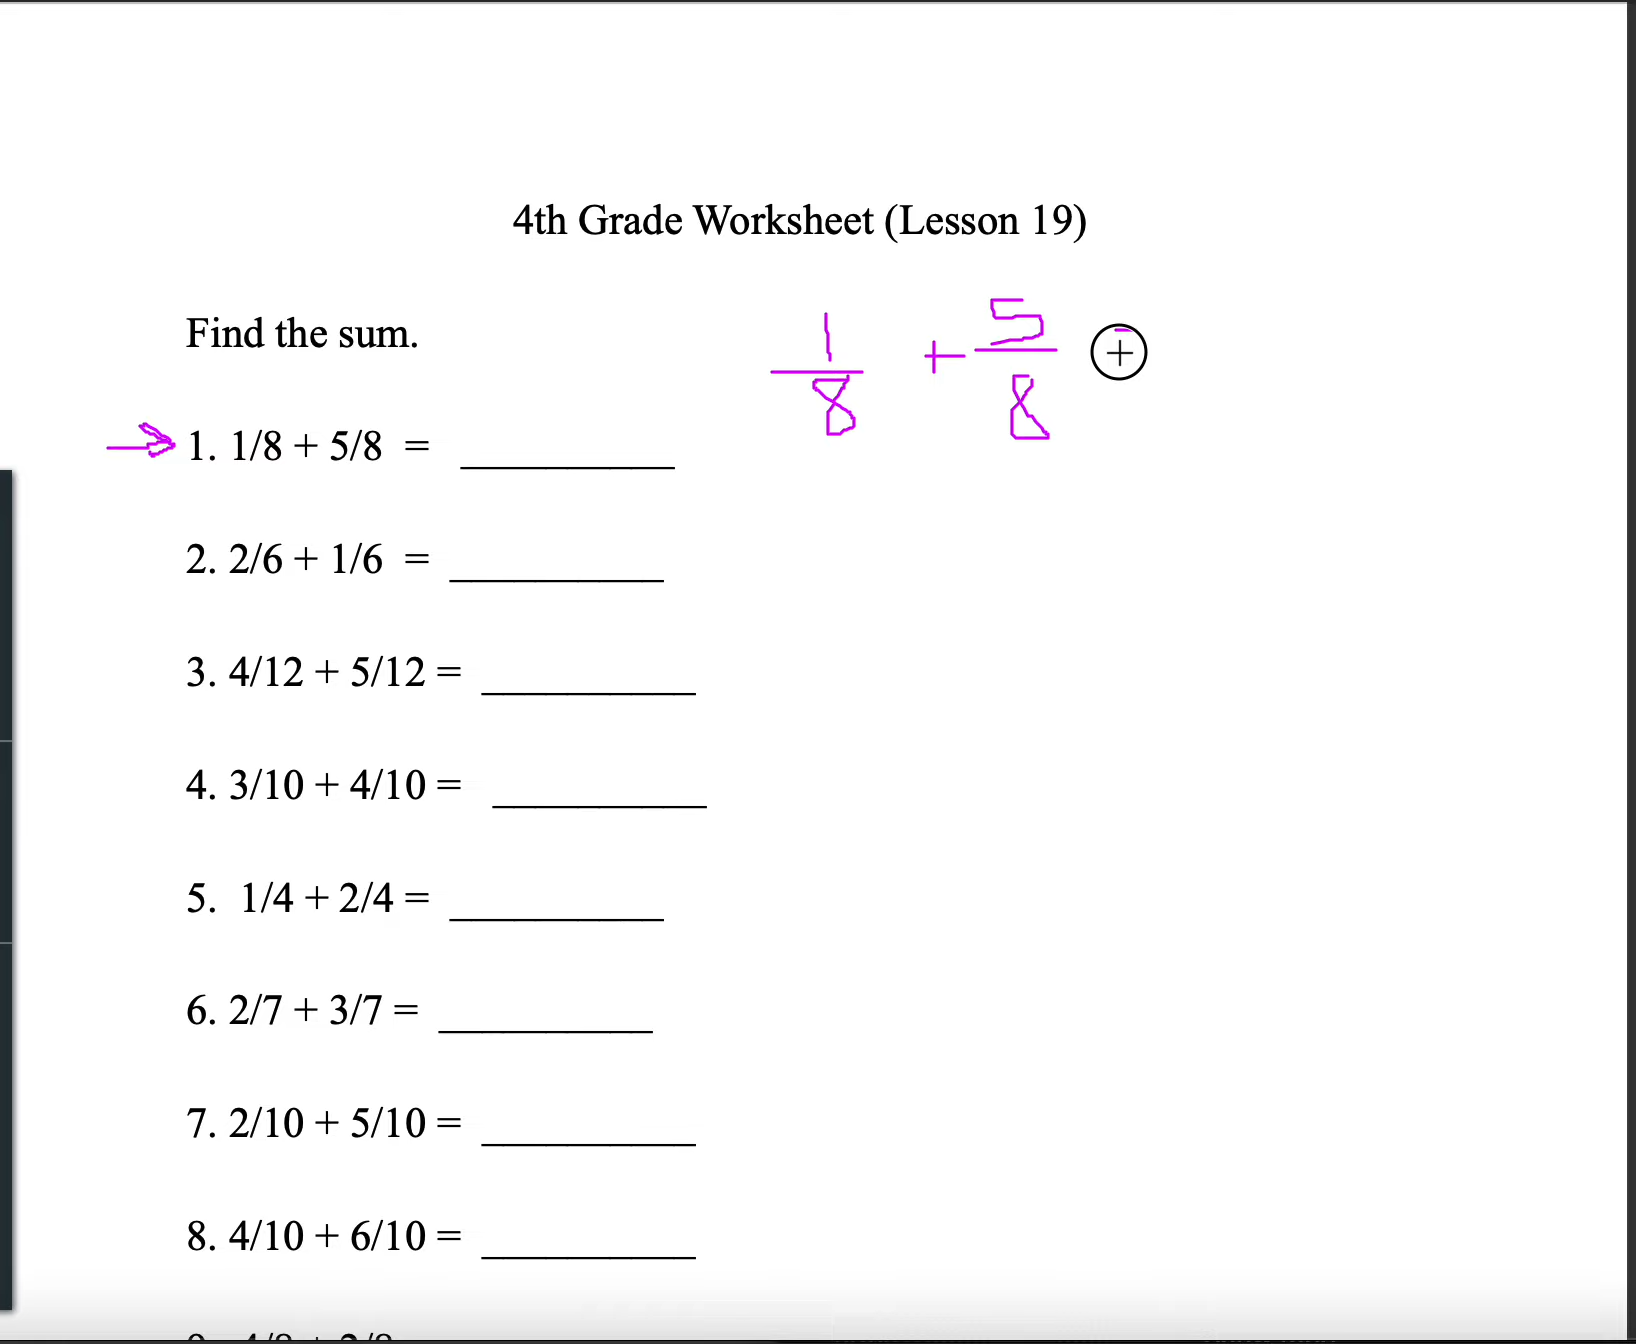 4th Grade Worksheet (Lesson 19)
Find the sum.
1/8 + 5/8
1. 1/8 + 5/8 = __________
2. 2/6 + 1/6 = __________
3. 4/12 + 5/12 = __________
4. 3/10 + 4/10 = __________
5. 1/4 + 2/4 = __________
6. 2/7 + 3/7 = __________
7. 2/10 + 5/10 = __________
8. 4/10 + 6/10 = __________